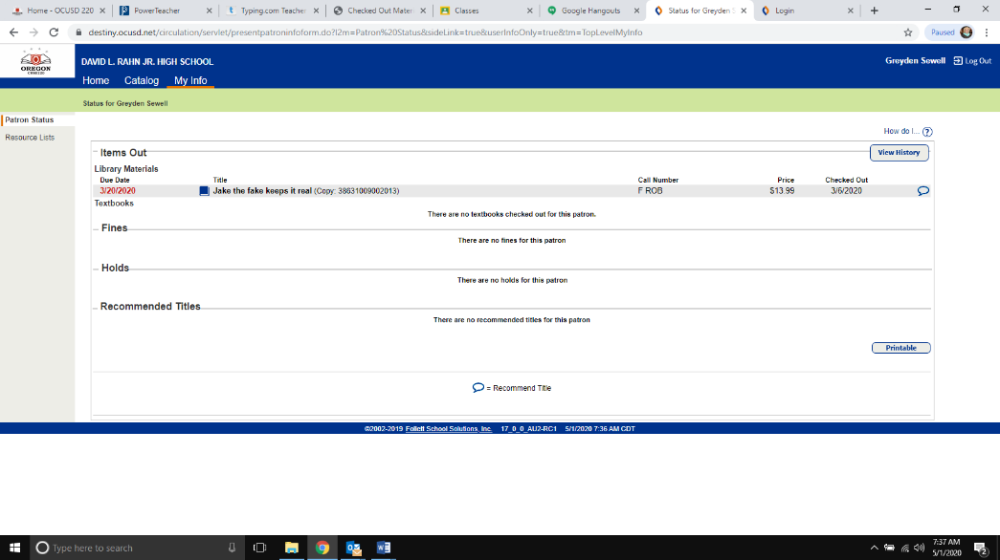 Home - OCUSD 220
PowerTeacher
Typing.com Teacher
Checked Out Mater
Classes
Google Hangouts
Status for Greyden S
Login
destiny.ocusd.net/circulation/servlet/presentpatroninfoform.do?l2m=Patron%20Status&sideLink=true&userInfoOnly=true&tm=TopLevelMyInfo
Paused
OREGON
DAVID L. RAHN JR. HIGH SCHOOL
Greyden Sewell Log Out
Home Catalog My Info
Status for Greyden Sewell
Patron Status
Resource Lists
How do I... ?
Items Out
View History
Library Materials
Due Date Title Call Number Price Checked Out
3/20/2020 Jake the fake keeps it real (Copy: 38631009002013) F ROB $13.99 3/6/2020
Textbooks
There are no textbooks checked out for this patron.
Fines
There are no fines for this patron
Holds
There are no holds for this patron
Recommended Titles
There are no recommended titles for this patron
Printable
= Recommend Title
©2002-2019 Follett School Solutions, Inc. 17_0_0_AU2-RC1 5/1/2020 7:36 AM CDT
Type here to search
7:37 AM
5/1/2020
2